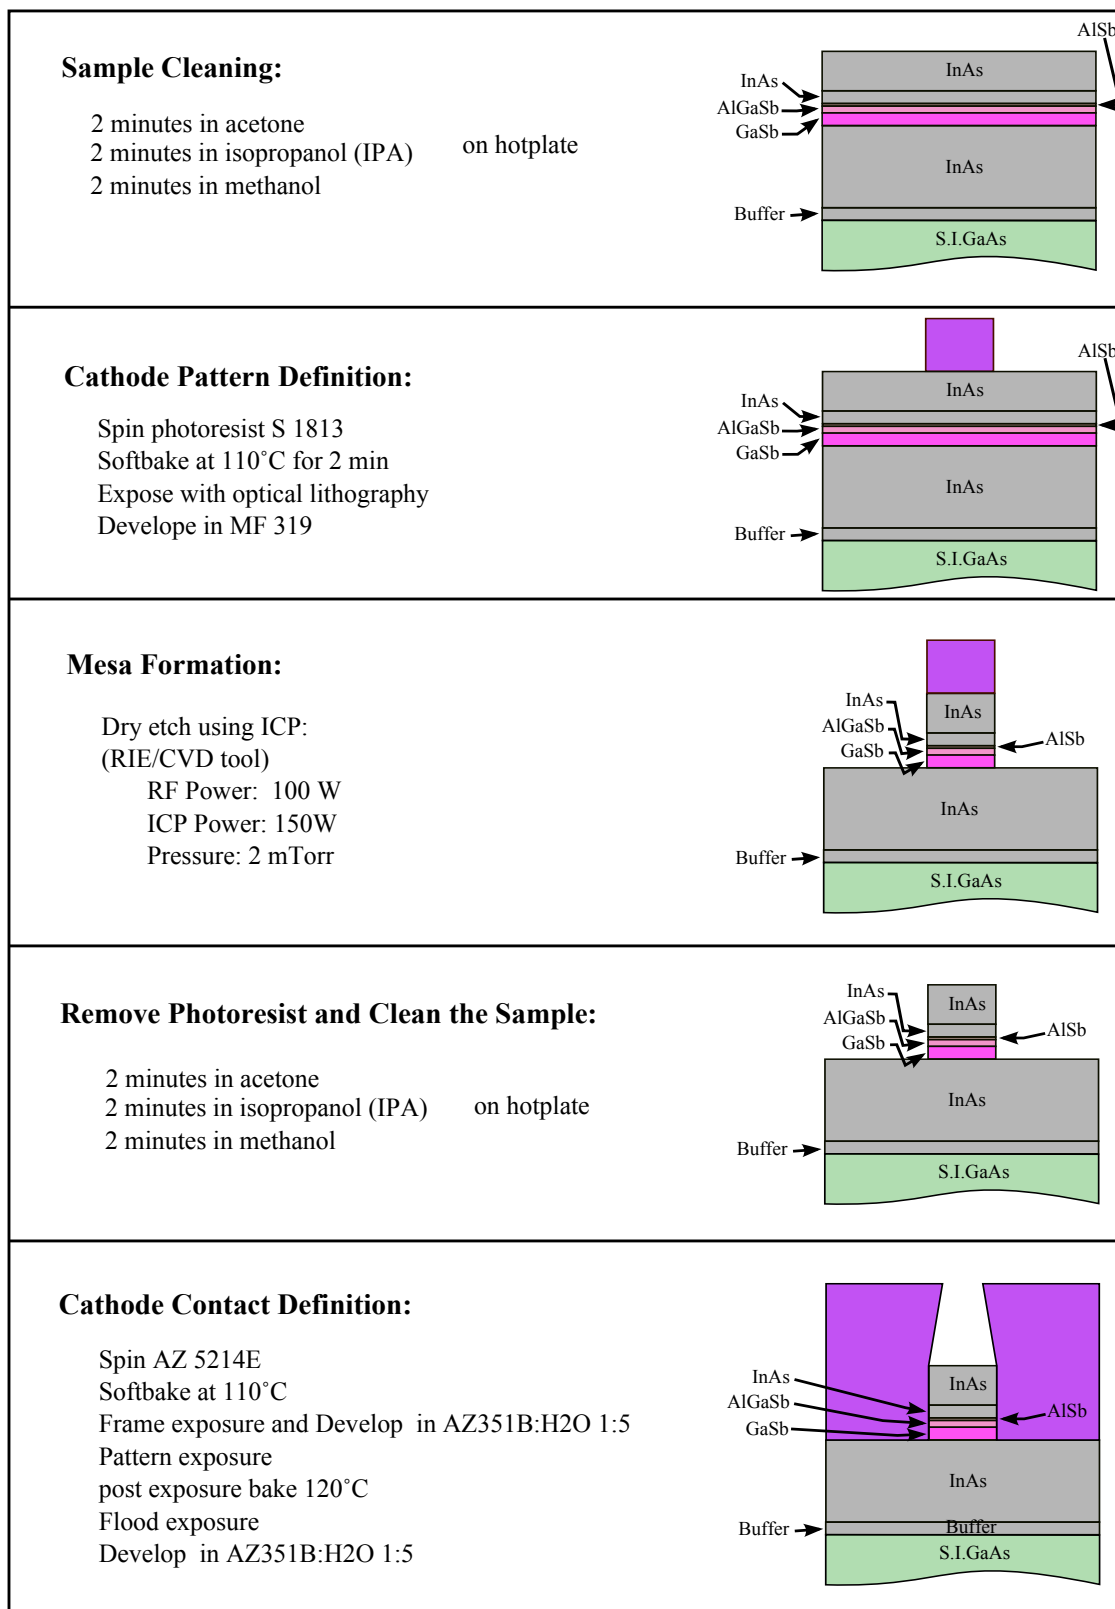 Sample Cleaning:
2 minutes in acetone
2 minutes in isopropanol (IPA) on hotplate
2 minutes in methanol
AlSb
InAs
InAs
AlGaSb
GaSb
InAs
Buffer
S.I.GaAs
Cathode Pattern Definition:
Spin photoresist S 1813
Softbake at 110˚C for 2 min
Expose with optical lithography
Develope in MF 319
AlSb
InAs
InAs
AlGaSb
GaSb
InAs
Buffer
S.I.GaAs
Mesa Formation:
Dry etch using ICP:
(RIE/CVD tool)
RF Power: 100 W
ICP Power: 150W
Pressure: 2 mTorr
InAs
InAs
AlGaSb
AlSb
GaSb
InAs
Buffer
S.I.GaAs
Remove Photoresist and Clean the Sample:
2 minutes in acetone
2 minutes in isopropanol (IPA) on hotplate
2 minutes in methanol
InAs
InAs
AlGaSb
AlSb
GaSb
InAs
Buffer
S.I.GaAs
Cathode Contact Definition:
Spin AZ 5214E
Softbake at 110˚C
Frame exposure and Develop in AZ351B:H2O 1:5
Pattern exposure
post exposure bake 120˚C
Flood exposure
Develop in AZ351B:H2O 1:5
InAs
InAs
AlGaSb
AlSb
GaSb
InAs
Buffer
Buffer
S.I.GaAs